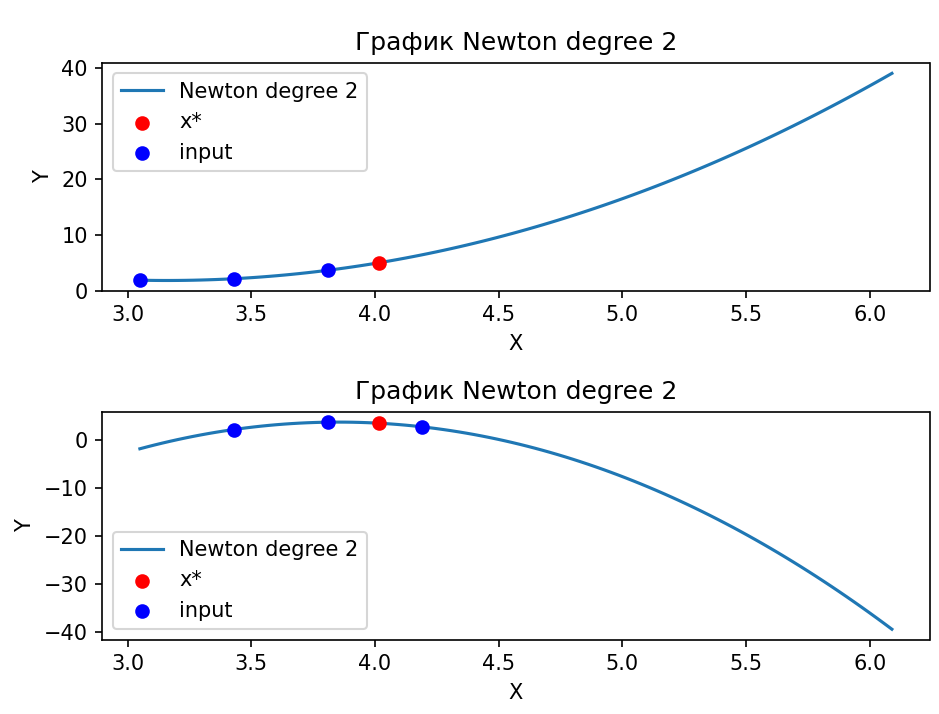 График Newton degree 2
40
30
20
10
0
Y
Newton degree 2
x*
input
3.0 3.5 4.0 4.5 5.0 5.5 6.0
X
График Newton degree 2
0
−10
−20
−30
−40
Y
Newton degree 2
x*
input
3.0 3.5 4.0 4.5 5.0 5.5 6.0
X